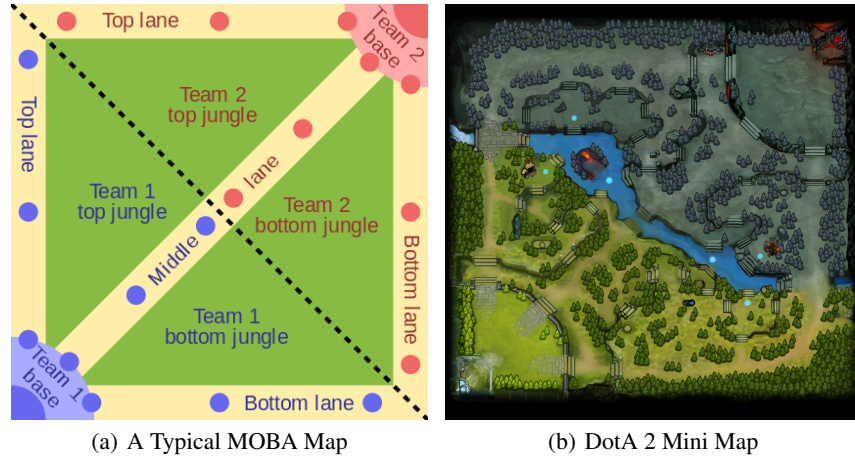 Top lane
Team 2
base
Top lane
Team 2
top jungle
Team 1
top jungle
lane
Team 2
bottom jungle
Middle
Bottom lane
Team 1
bottom jungle
Team 1
base
Bottom lane
(a) A Typical MOBA Map
(b) DotA 2 Mini Map